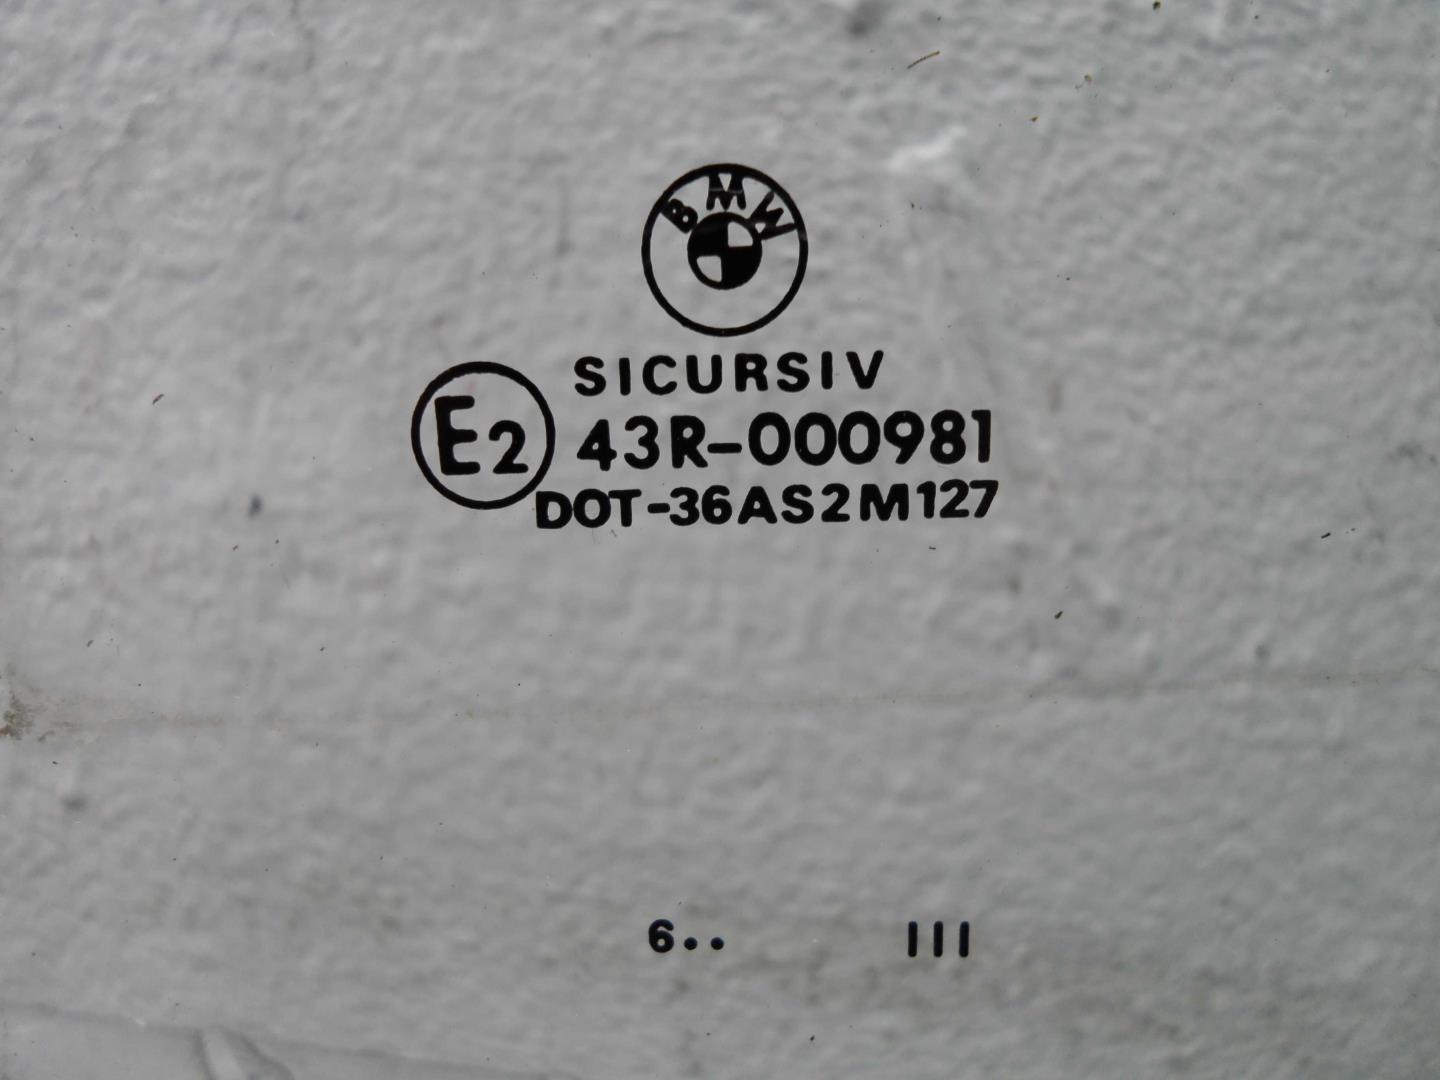 BMW
SICURSIV
E2 43R-000981
DOT-36AS2M127
6.. III